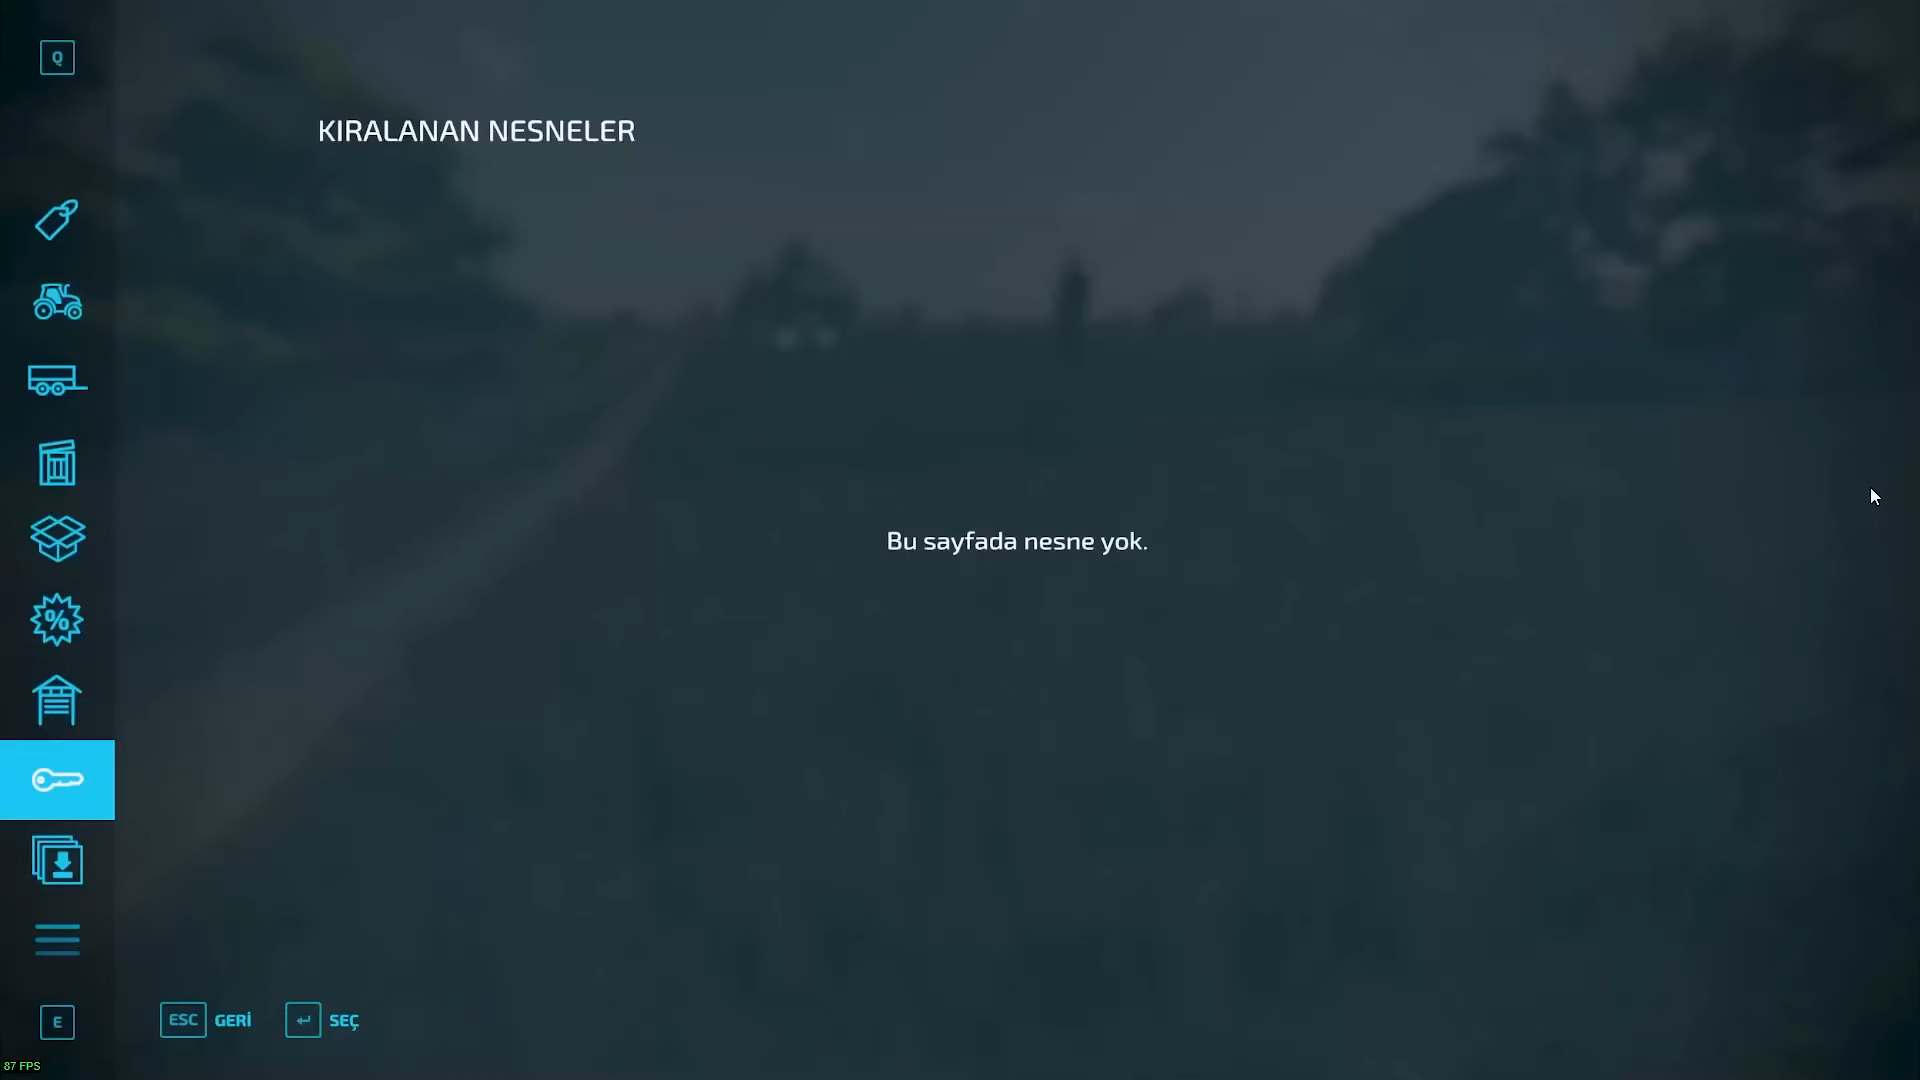 Q
KIRALANAN NESNELER
%
Bu sayfada nesne yok.
E
ESC GERİ ↵ SEÇ
87 FPS